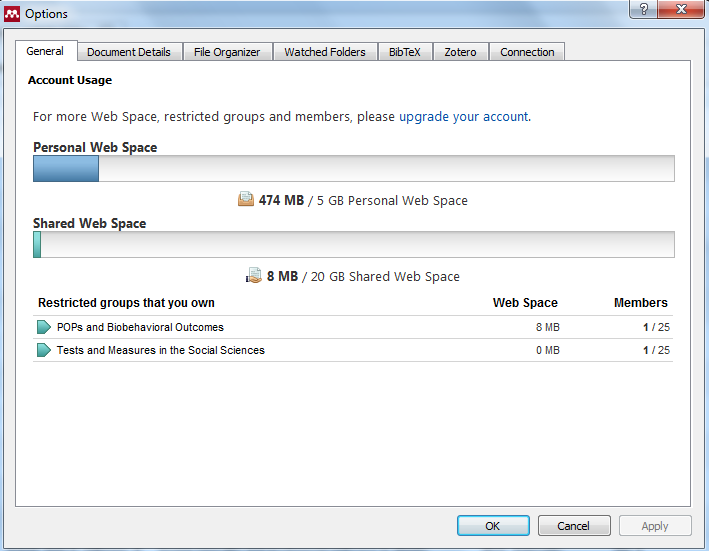 Options
?
General Document Details File Organizer Watched Folders BibTeX Zotero Connection
Account Usage
For more Web Space, restricted groups and members, please upgrade your account.
Personal Web Space
474 MB / 5 GB Personal Web Space
Shared Web Space
8 MB / 20 GB Shared Web Space
Restricted groups that you own Web Space Members
POPs and Biobehavioral Outcomes 8 MB 1 / 25
Tests and Measures in the Social Sciences 0 MB 1 / 25
OK Cancel Apply